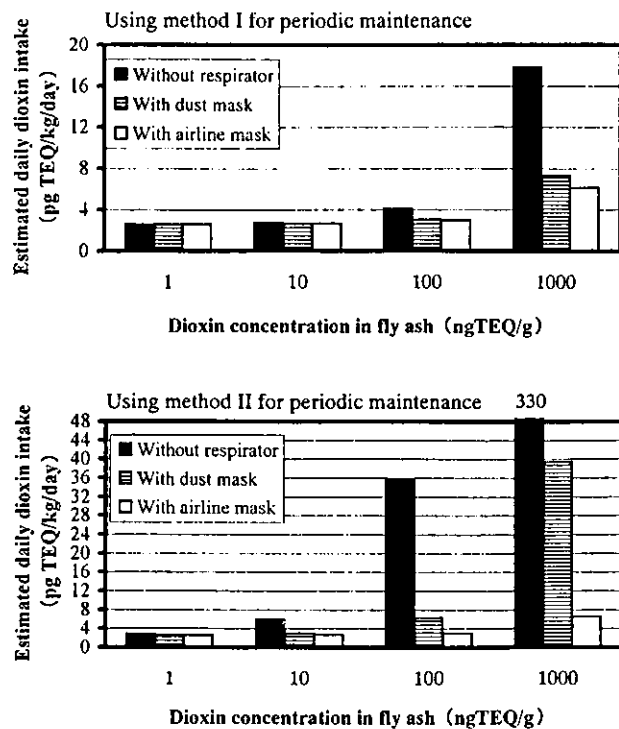 Using method I for periodic maintenance
Estimated daily dioxin intake
(pg TEQ/kg/day)
20
16
12
8
4
0
Without respirator
With dust mask
With airline mask
1 10 100 1000
Dioxin concentration in fly ash (ngTEQ/g)
Using method II for periodic maintenance 330
Estimated daily dioxin intake
(pg TEQ/kg/day)
48
44
40
36
32
28
24
20
16
12
8
4
0
Without respirator
With dust mask
With airline mask
1 10 100 1000
Dioxin concentration in fly ash (ngTEQ/g)